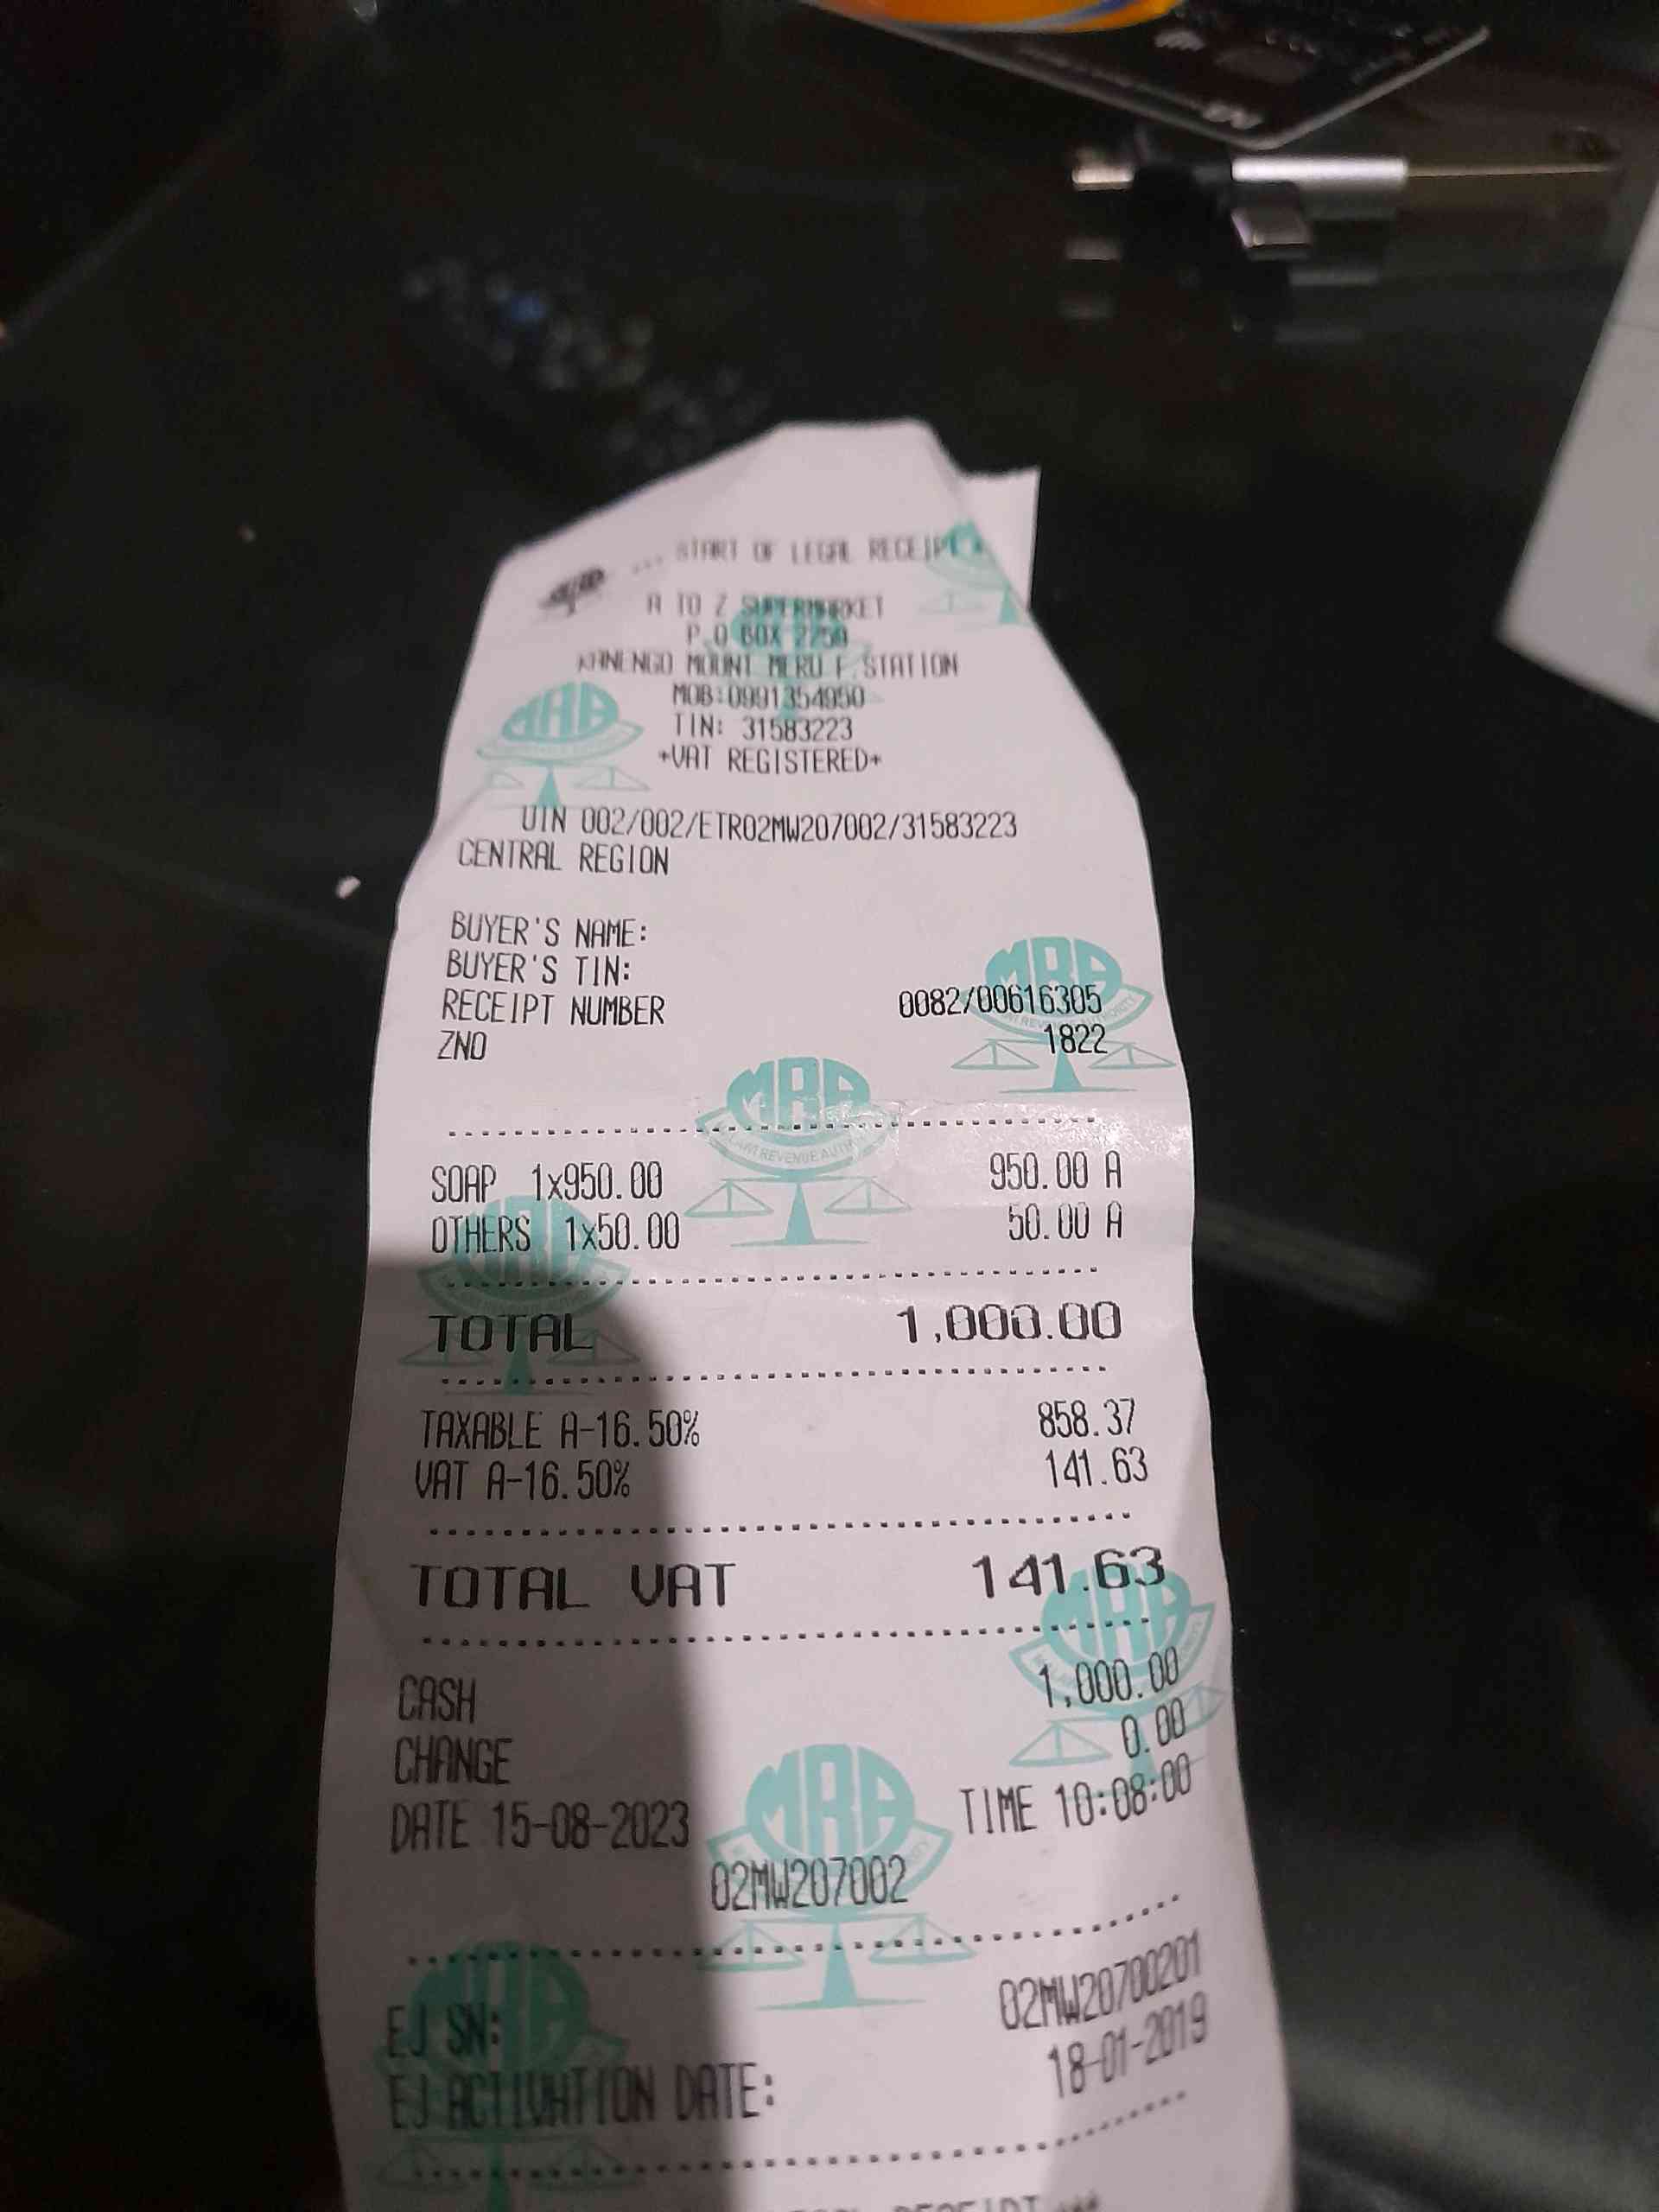 ... START OF LEGAL RECEIPT
A TO Z SUPERMARKET
P.O BOX 2250
KANENGO MOUNT MERU F.STATION
MOB:0991354950
TIN: 31583223
*VAT REGISTERED*
UIN 002/002/ETR02MW207002/31583223
CENTRAL REGION
BUYER'S NAME:
BUYER'S TIN:
RECEIPT NUMBER 0082/00616305
ZNO 1822
SOAP 1x950.00 950.00 A
OTHERS 1x50.00 50.00 A
TOTAL 1,000.00
TAXABLE A-16.50% 858.37
VAT A-16.50% 141.63
TOTAL VAT 141.63
CASH 1,000.00
CHANGE 0.00
DATE 15-08-2023 TIME 10:08:00
02MW207002
EJ SN: 02MW20700201
EJ ACTIVATION DATE: 18-01-2019
MRA